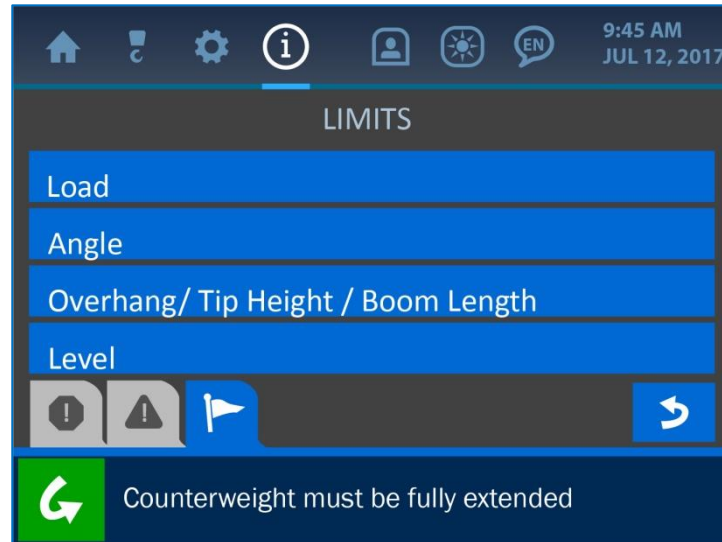 9:45 AM
EN
JUL 12, 2017
LIMITS
Load
Angle
Overhang/ Tip Height / Boom Length
Level
Counterweight must be fully extended